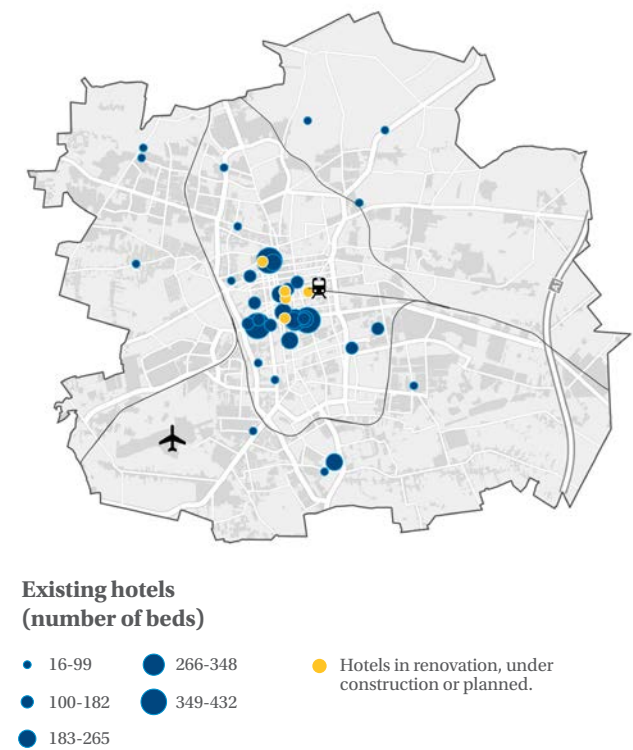 A1
Existing hotels
(number of beds)
16-99
100-182
183-265
266-348
349-432
Hotels in renovation, under
construction or planned.